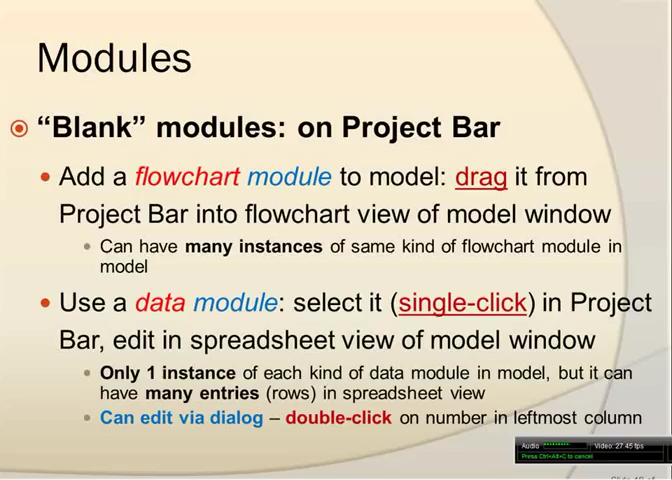 Modules
“Blank” modules: on Project Bar
Add a flowchart module to model: drag it from
Project Bar into flowchart view of model window
Can have many instances of same kind of flowchart module in
model
Use a data module: select it (single-click) in Project
Bar, edit in spreadsheet view of model window
Only 1 instance of each kind of data module in model, but it can
have many entries (rows) in spreadsheet view
Can edit via dialog – double-click on number in leftmost column
Audio Video: 27.45 fps
Press Ctrl+Alt+C to cancel